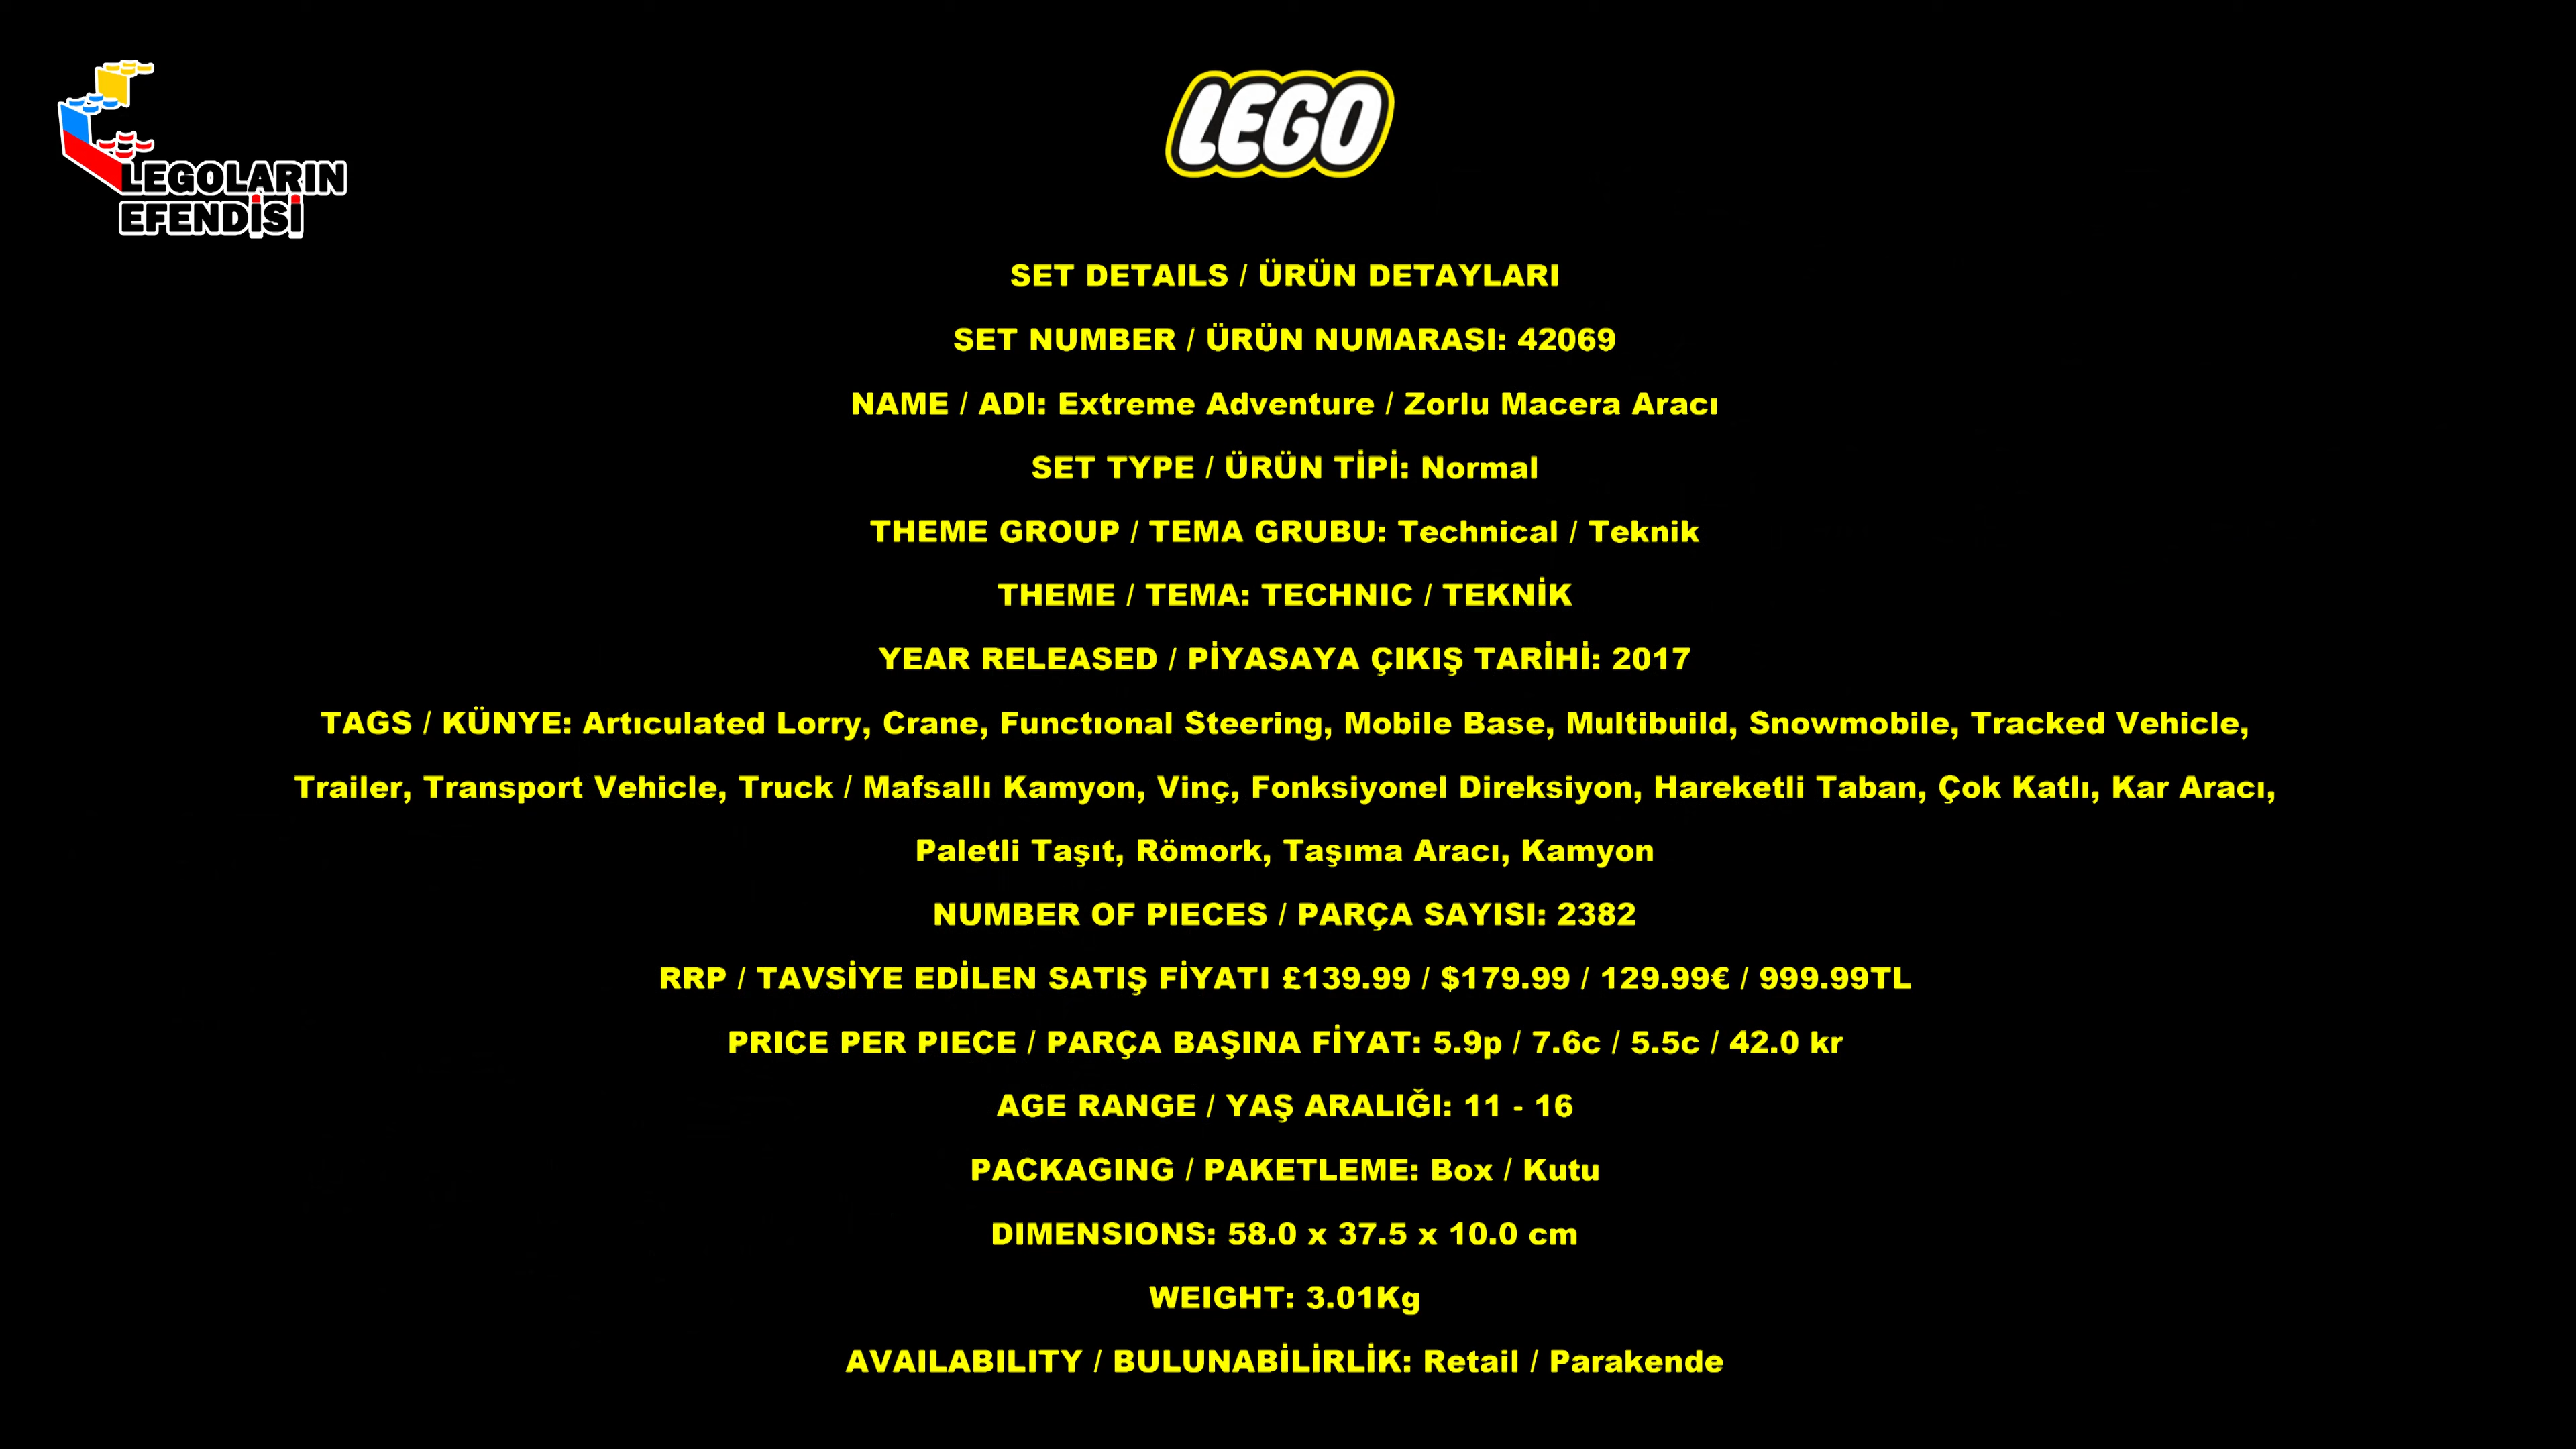 LEGOLARIN
EFENDİSİ
LEGO
SET DETAILS / ÜRÜN DETAYLARI
SET NUMBER / ÜRÜN NUMARASI: 42069
NAME / ADI: Extreme Adventure / Zorlu Macera Aracı
SET TYPE / ÜRÜN TİPİ: Normal
THEME GROUP / TEMA GRUBU: Technical / Teknik
THEME / TEMA: TECHNIC / TEKNİK
YEAR RELEASED / PİYASAYA ÇIKIŞ TARİHİ: 2017
TAGS / KÜNYE: Artıculated Lorry, Crane, Functıonal Steering, Mobile Base, Multibuild, Snowmobile, Tracked Vehicle,
Trailer, Transport Vehicle, Truck / Mafsallı Kamyon, Vinç, Fonksiyonel Direksiyon, Hareketli Taban, Çok Katlı, Kar Aracı,
Paletli Taşıt, Römork, Taşıma Aracı, Kamyon
NUMBER OF PIECES / PARÇA SAYISI: 2382
RRP / TAVSİYE EDİLEN SATIŞ FİYATI £139.99 / $179.99 / 129.99€ / 999.99TL
PRICE PER PIECE / PARÇA BAŞINA FİYAT: 5.9p / 7.6c / 5.5c / 42.0 kr
AGE RANGE / YAŞ ARALIĞI: 11 - 16
PACKAGING / PAKETLEME: Box / Kutu
DIMENSIONS: 58.0 x 37.5 x 10.0 cm
WEIGHT: 3.01Kg
AVAILABILITY / BULUNABİLİRLİK: Retail / Parakende